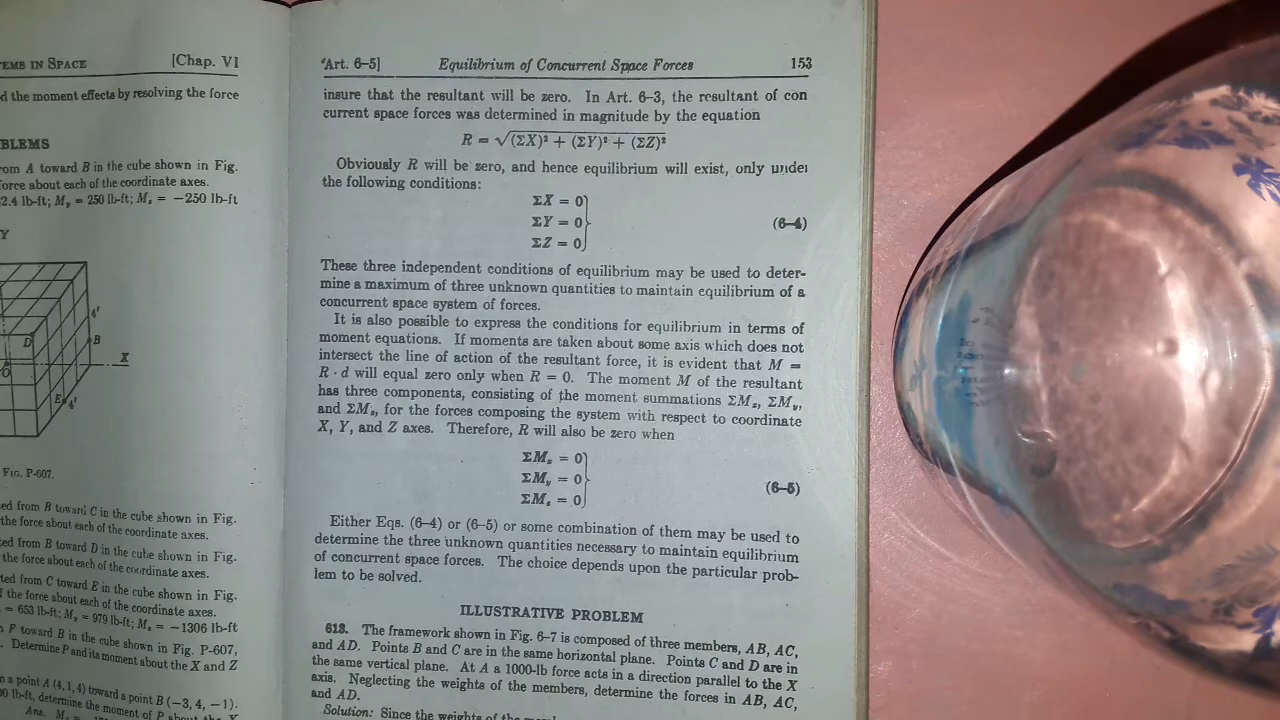 EMS IN SPACE [Chap. VI
d the moment effects by resolving the force
BLEMS
om A toward B in the cube shown in Fig.
orce about each of the coordinate axes.
2.4 lb-ft; My = 250 lb-ft; Mz = −250 lb-ft
Y
D
B
X
O
E
FIG. P-607.
ed from B toward C in the cube shown in Fig.
the force about each of the coordinate axes.
ted from B toward D in the cube shown in Fig.
the force about each of the coordinate axes.
ted from C toward E in the cube shown in Fig.
f the force about each of the coordinate axes.
= 653 lb-ft; My = 979 lb-ft; Mz = −1306 lb-ft
F toward B in the cube shown in Fig. P-607,
. Determine P and its moment about the X and Z
a point A (4, 1, 4) toward a point B (−3, 4, −1).
0 lb-ft, determine the moment of P about the Y
Ans.
Art. 6–5] Equilibrium of Concurrent Space Forces 153
insure that the resultant will be zero. In Art. 6–3, the resultant of con
current space forces was determined in magnitude by the equation
R = √(ΣX)² + (ΣY)² + (ΣZ)²
Obviously R will be zero, and hence equilibrium will exist, only under
the following conditions:
ΣX = 0
ΣY = 0 (6–4)
ΣZ = 0
These three independent conditions of equilibrium may be used to deter-
mine a maximum of three unknown quantities to maintain equilibrium of a
concurrent space system of forces.
It is also possible to express the conditions for equilibrium in terms of
moment equations. If moments are taken about some axis which does not
intersect the line of action of the resultant force, it is evident that M =
R · d will equal zero only when R = 0. The moment M of the resultant
has three components, consisting of the moment summations ΣMx, ΣMy,
and ΣMz, for the forces composing the system with respect to coordinate
X, Y, and Z axes. Therefore, R will also be zero when
ΣMx = 0
ΣMy = 0 (6–5)
ΣMz = 0
Either Eqs. (6–4) or (6–5) or some combination of them may be used to
determine the three unknown quantities necessary to maintain equilibrium
of concurrent space forces. The choice depends upon the particular prob-
lem to be solved.
ILLUSTRATIVE PROBLEM
613. The framework shown in Fig. 6–7 is composed of three members, AB, AC,
and AD. Points B and C are in the same horizontal plane. Points C and D are in
the same vertical plane. At A a 1000-lb force acts in a direction parallel to the X
axis. Neglecting the weights of the members, determine the forces in AB, AC,
and AD.
Solution: Since the weights of the